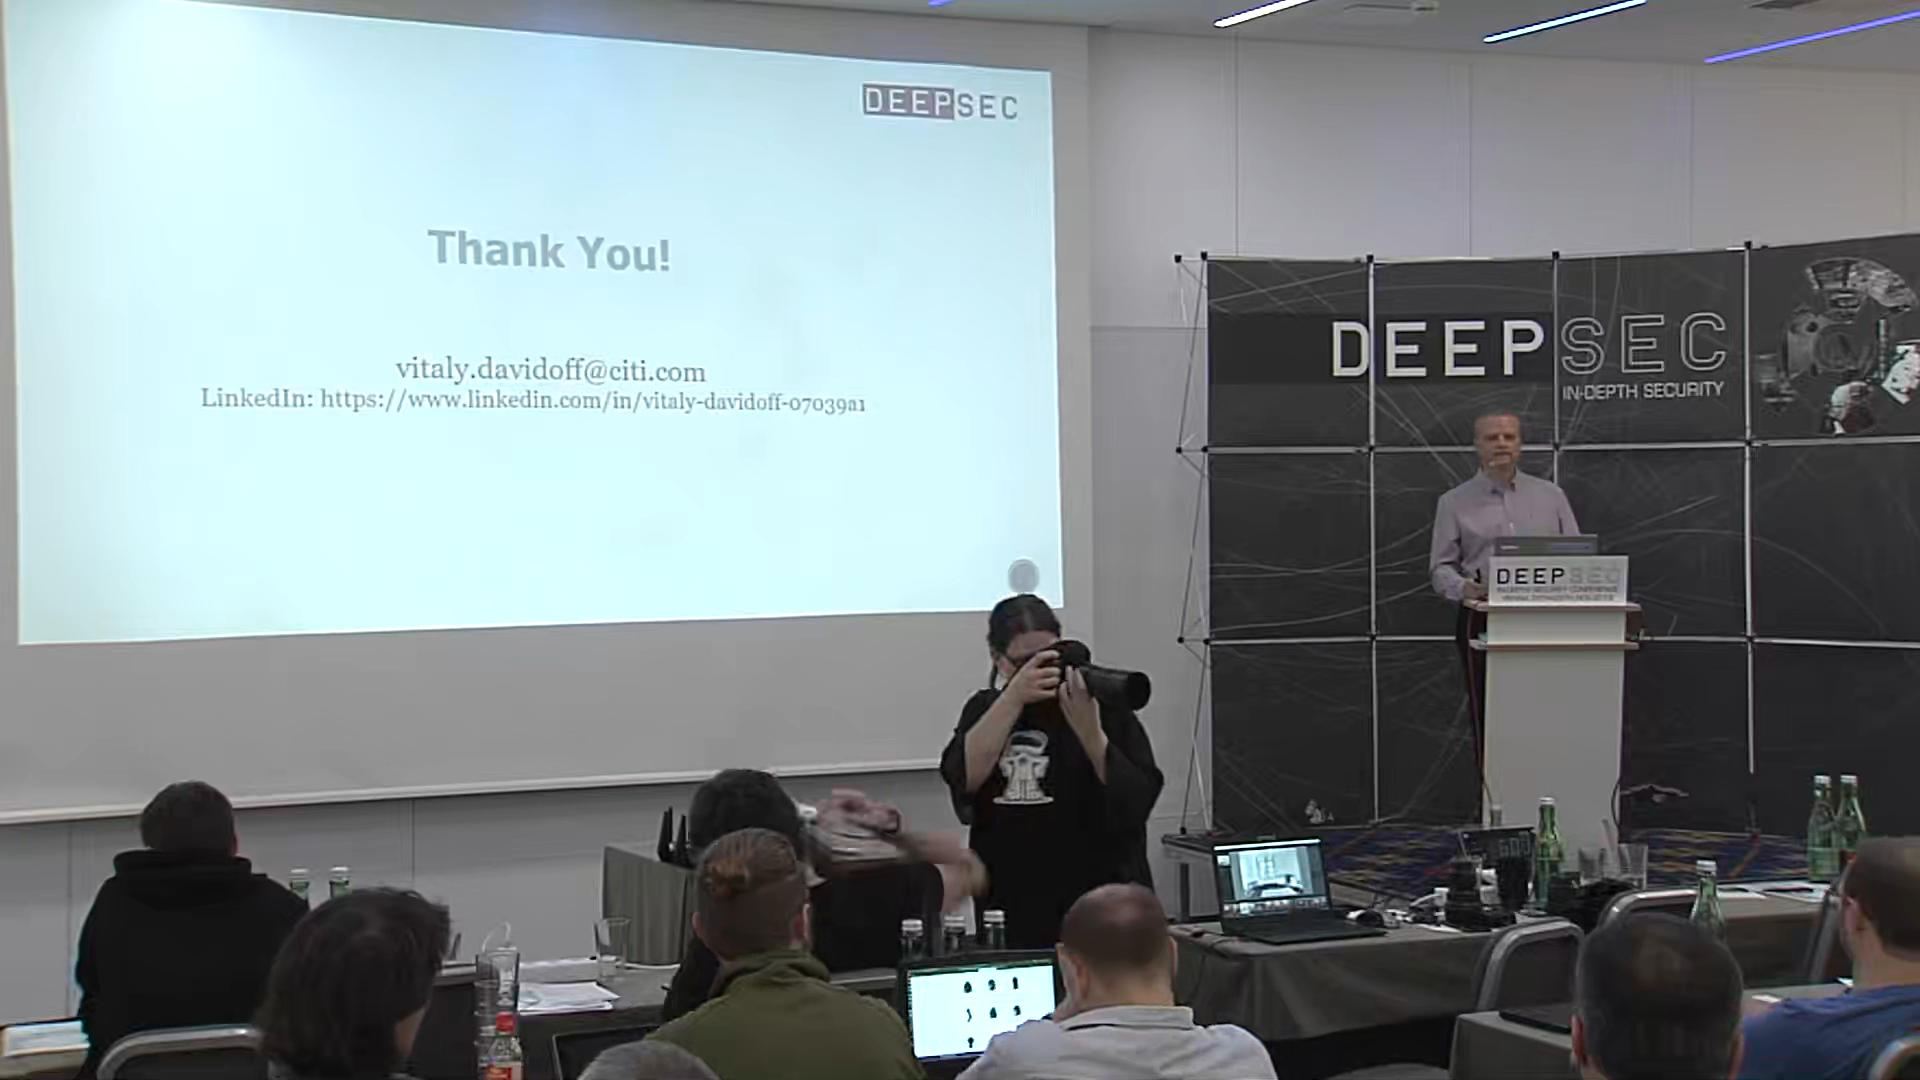 DEEPSEC
Thank You!
vitaly.davidoff@citi.com
LinkedIn: https://www.linkedin.com/in/vitaly-davidoff-07039a1
DEEPSEC
IN-DEPTH SECURITY
DEEPSEC